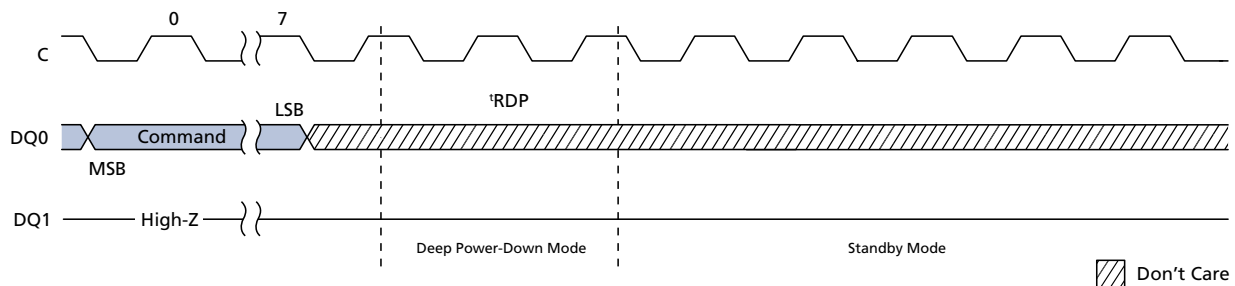 0 7
C
LSB
tRDP
DQ0 Command
MSB
DQ1 High-Z
Deep Power-Down Mode Standby Mode
Don't Care